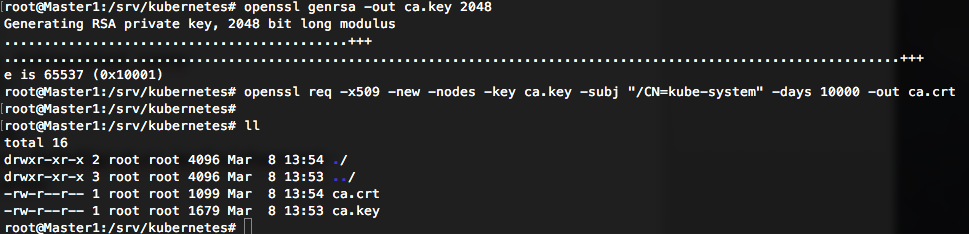 [root@Master1:/srv/kubernetes# openssl genrsa -out ca.key 2048
Generating RSA private key, 2048 bit long modulus
............................................+++
..................................................................................................................+++
e is 65537 (0x10001)
root@Master1:/srv/kubernetes# openssl req -x509 -new -nodes -key ca.key -subj "/CN=kube-system" -days 10000 -out ca.crt
[root@Master1:/srv/kubernetes#
[root@Master1:/srv/kubernetes# ll
total 16
drwxr-xr-x 2 root root 4096 Mar  8 13:54 ./
drwxr-xr-x 3 root root 4096 Mar  8 13:53 ../
-rw-r--r-- 1 root root 1099 Mar  8 13:54 ca.crt
-rw-r--r-- 1 root root 1679 Mar  8 13:53 ca.key
root@Master1:/srv/kubernetes#